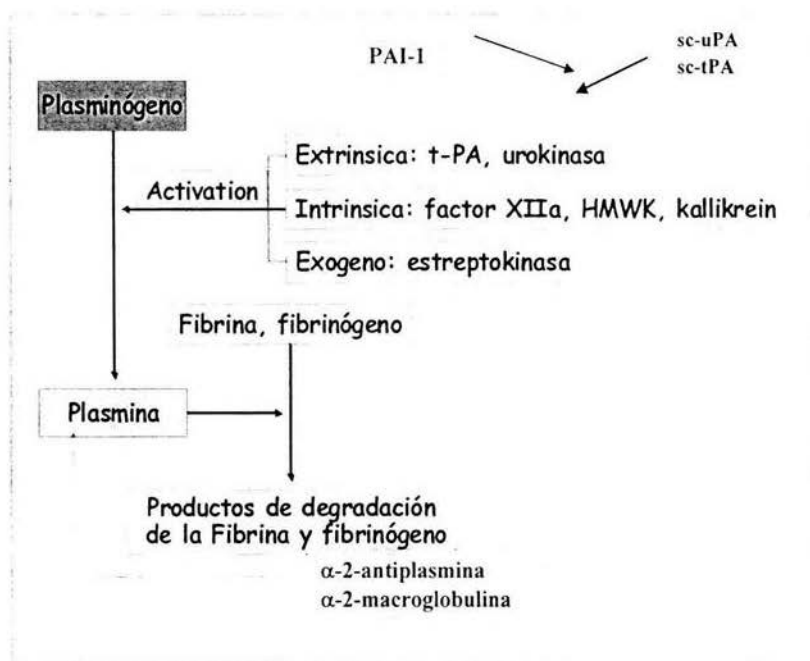 PAI-1
sc-uPA
sc-tPA
Plasminógeno
Extrinsica: t-PA, urokinasa
Activation
Intrinsica: factor XIIa, HMWK, kallikrein
Exogeno: estreptokinasa
Fibrina, fibrinógeno
Plasmina
Productos de degradación
de la Fibrina y fibrinógeno
α-2-antiplasmina
α-2-macroglobulina